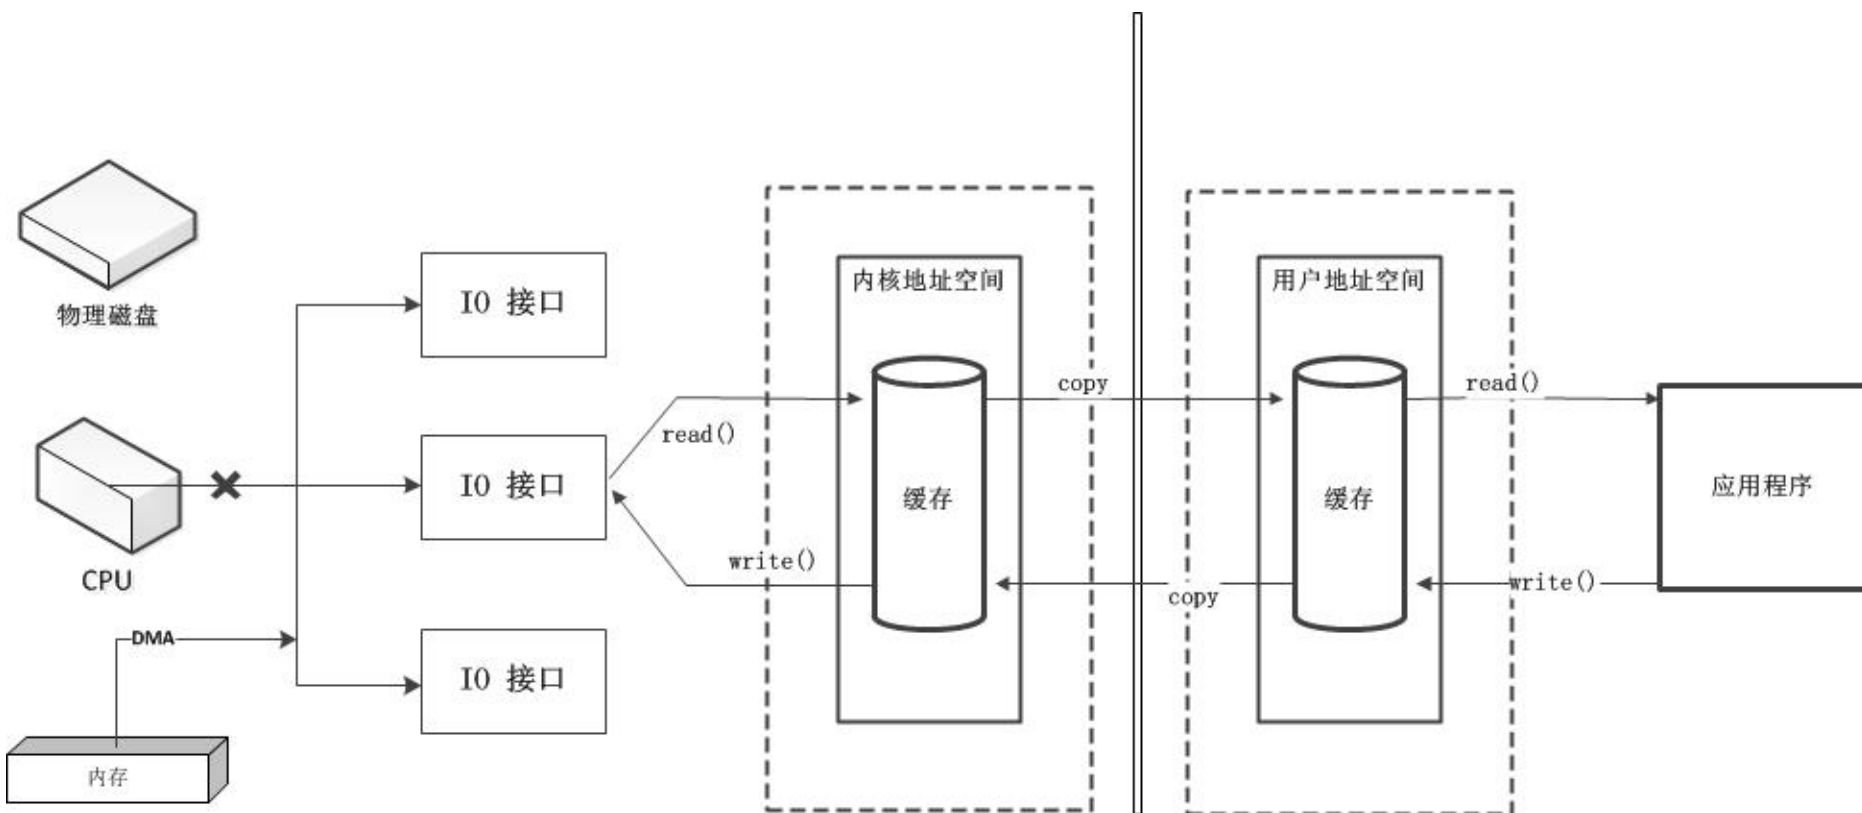 物理磁盘
CPU
DMA
内存
IO 接口
IO 接口
IO 接口
read()
write()
内核地址空间
缓存
copy
copy
用户地址空间
缓存
read()
write()
应用程序